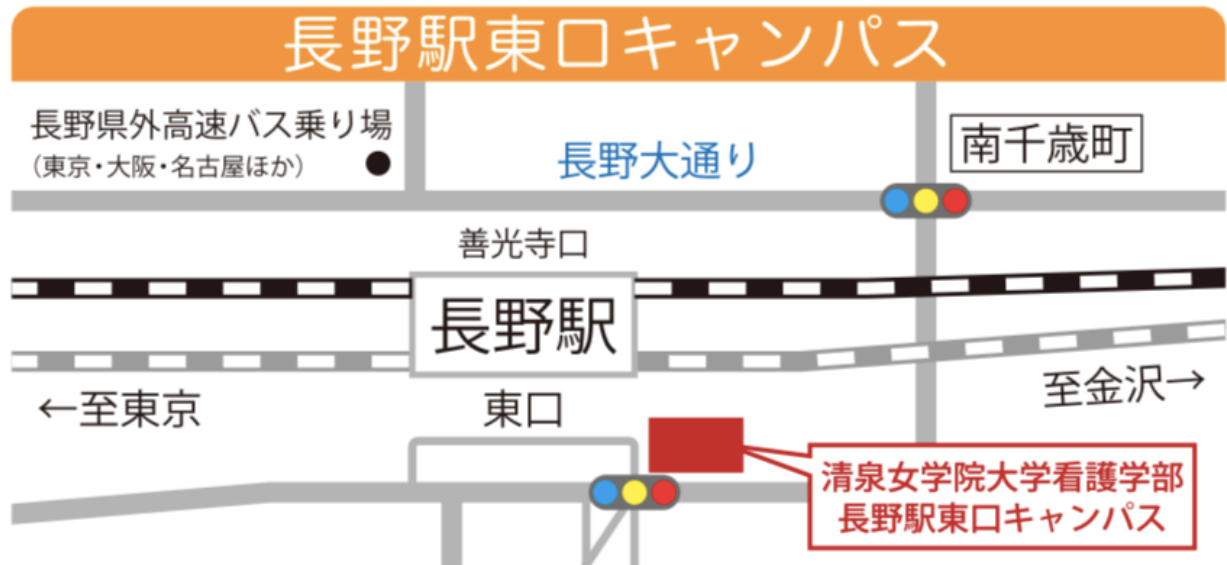 長野駅東口キャンパス
長野県外高速バス乗り場
（東京・大阪・名古屋ほか）
長野大通り
南千歳町
善光寺口
長野駅
←至東京
東口
至金沢→
清泉女学院大学看護学部
長野駅東口キャンパス